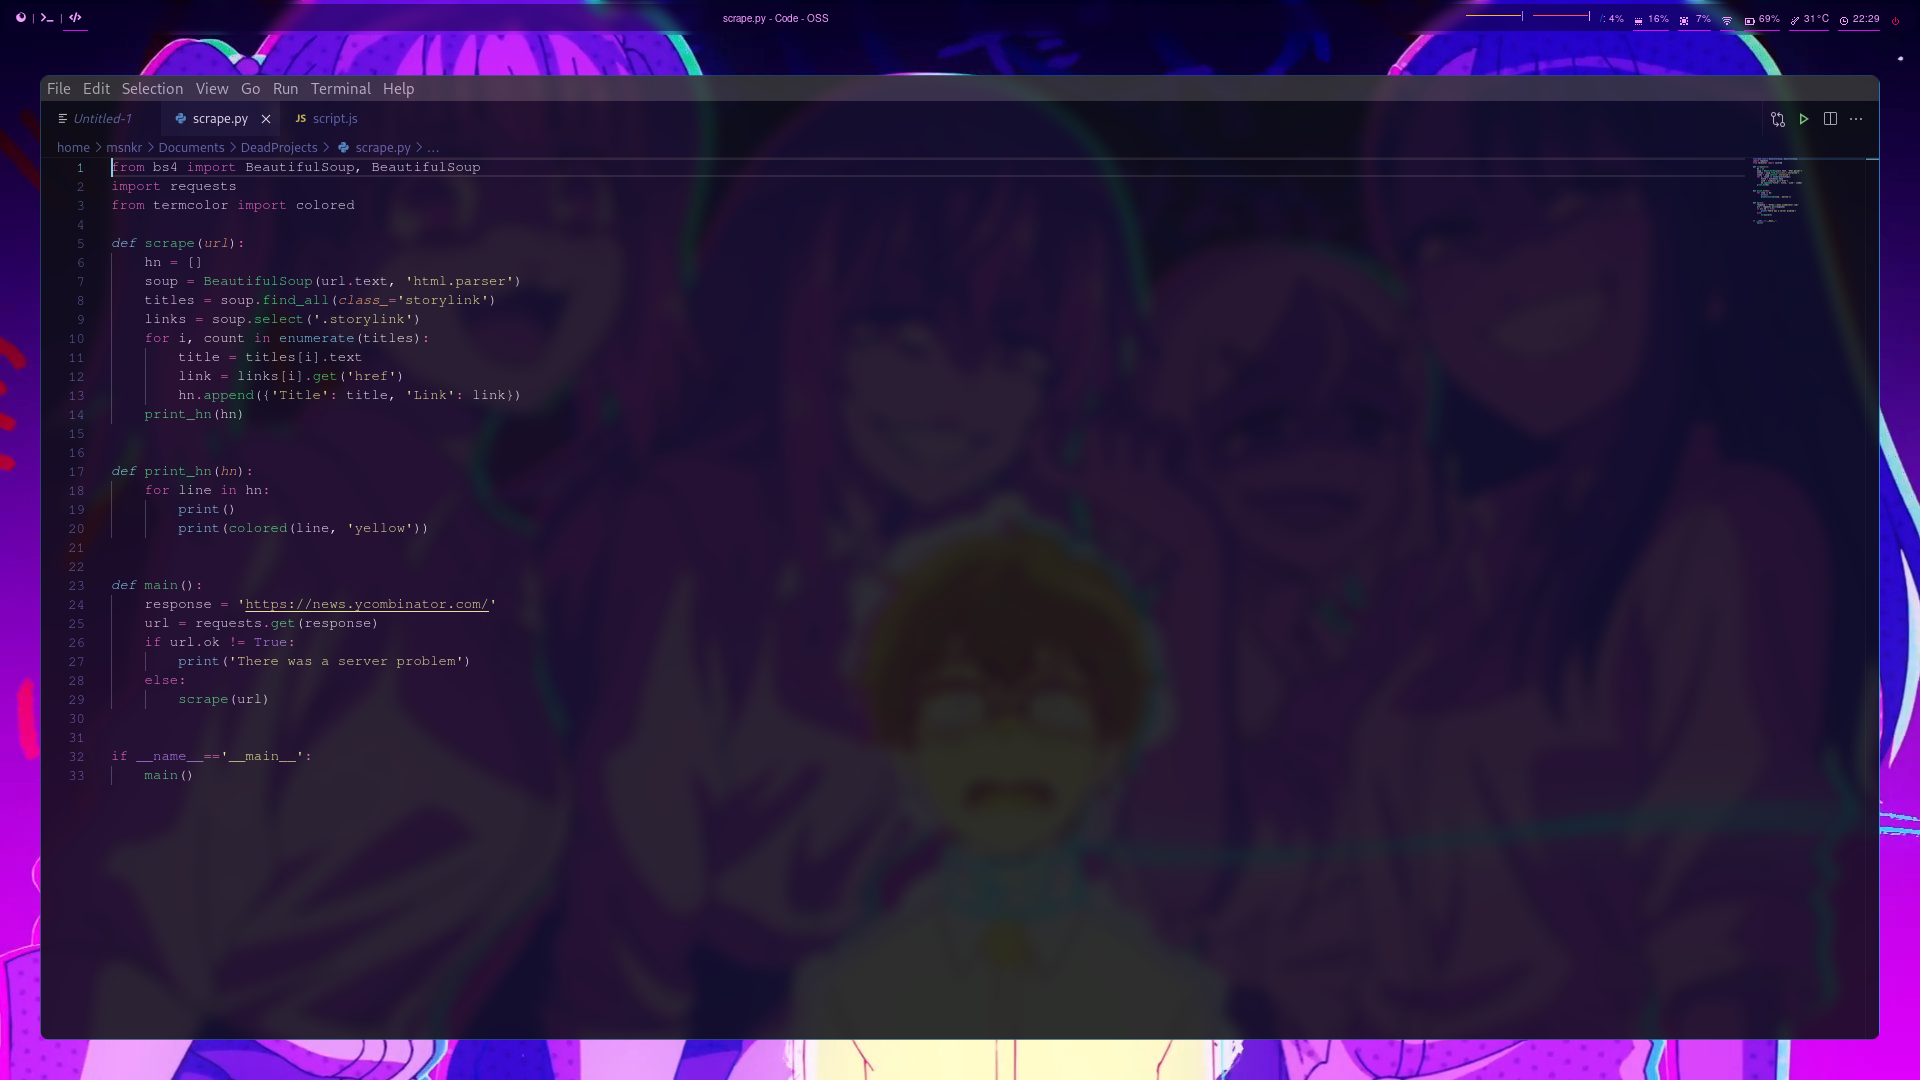 scrape.py - Code - OSS
/: 4% 16% 7% 69% 31°C 22:29
File Edit Selection View Go Run Terminal Help
Untitled-1 scrape.py JS script.js
home > msnkr > Documents > DeadProjects > scrape.py > ...
1 from bs4 import BeautifulSoup, BeautifulSoup
2 import requests
3 from termcolor import colored
4
5 def scrape(url):
6     hn = []
7     soup = BeautifulSoup(url.text, 'html.parser')
8     titles = soup.find_all(class_='storylink')
9     links = soup.select('.storylink')
10     for i, count in enumerate(titles):
11         title = titles[i].text
12         link = links[i].get('href')
13         hn.append({'Title': title, 'Link': link})
14     print_hn(hn)
15
16
17 def print_hn(hn):
18     for line in hn:
19         print()
20         print(colored(line, 'yellow'))
21
22
23 def main():
24     response = 'https://news.ycombinator.com/'
25     url = requests.get(response)
26     if url.ok != True:
27         print('There was a server problem')
28     else:
29         scrape(url)
30
31
32 if __name__=='__main__':
33     main()